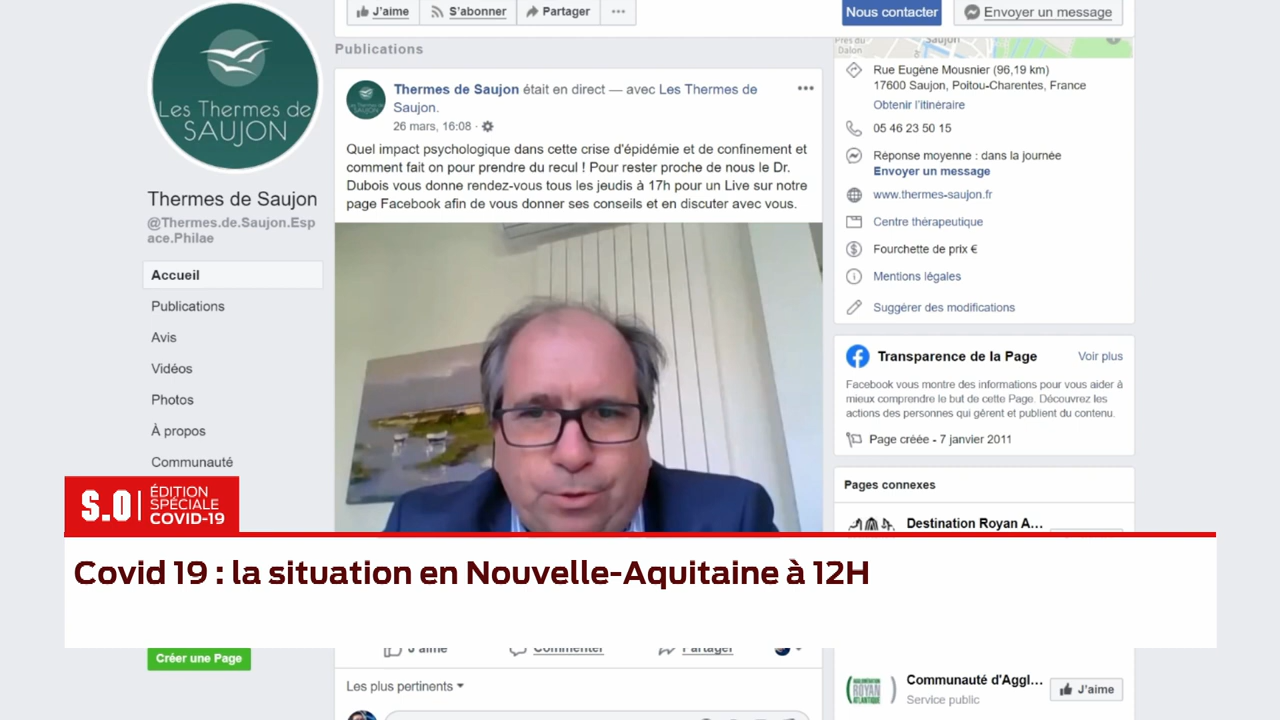 Les Thermes de
SAUJON
Thermes de Saujon
@Thermes.de.Saujon.Esp
ace.Philae
Accueil
Publications
Avis
Vidéos
Photos
À propos
Communauté
Créer une Page
J'aime
S'abonner
Partager
Publications
Thermes de Saujon était en direct — avec Les Thermes de
Saujon.
26 mars, 16:08 ·
Quel impact psychologique dans cette crise d'épidémie et de confinement et
comment fait on pour prendre du recul ! Pour rester proche de nous le Dr.
Dubois vous donne rendez-vous tous les jeudis à 17h pour un Live sur notre
page Facebook afin de vous donner ses conseils et en discuter avec vous.
J'aime
Commenter
Partager
Les plus pertinents
Nous contacter
Envoyer un message
Près du
Dalon
Saujon
Rue Eugène Mousnier (96,19 km)
17600 Saujon, Poitou-Charentes, France
Obtenir l'itinéraire
05 46 23 50 15
Réponse moyenne : dans la journée
Envoyer un message
www.thermes-saujon.fr
Centre thérapeutique
Fourchette de prix €
Mentions légales
Suggérer des modifications
Transparence de la Page
Voir plus
Facebook vous montre des informations pour vous aider à
mieux comprendre le but de cette Page. Découvrez les
actions des personnes qui gèrent et publient du contenu.
Page créée - 7 janvier 2011
Pages connexes
Destination Royan A...
AGGLOMÉRATION
ROYAN
ATLANTIQUE
Communauté d'Aggl...
Service public
J'aime
S.O
ÉDITION
SPÉCIALE
COVID-19
Covid 19 : la situation en Nouvelle-Aquitaine à 12H